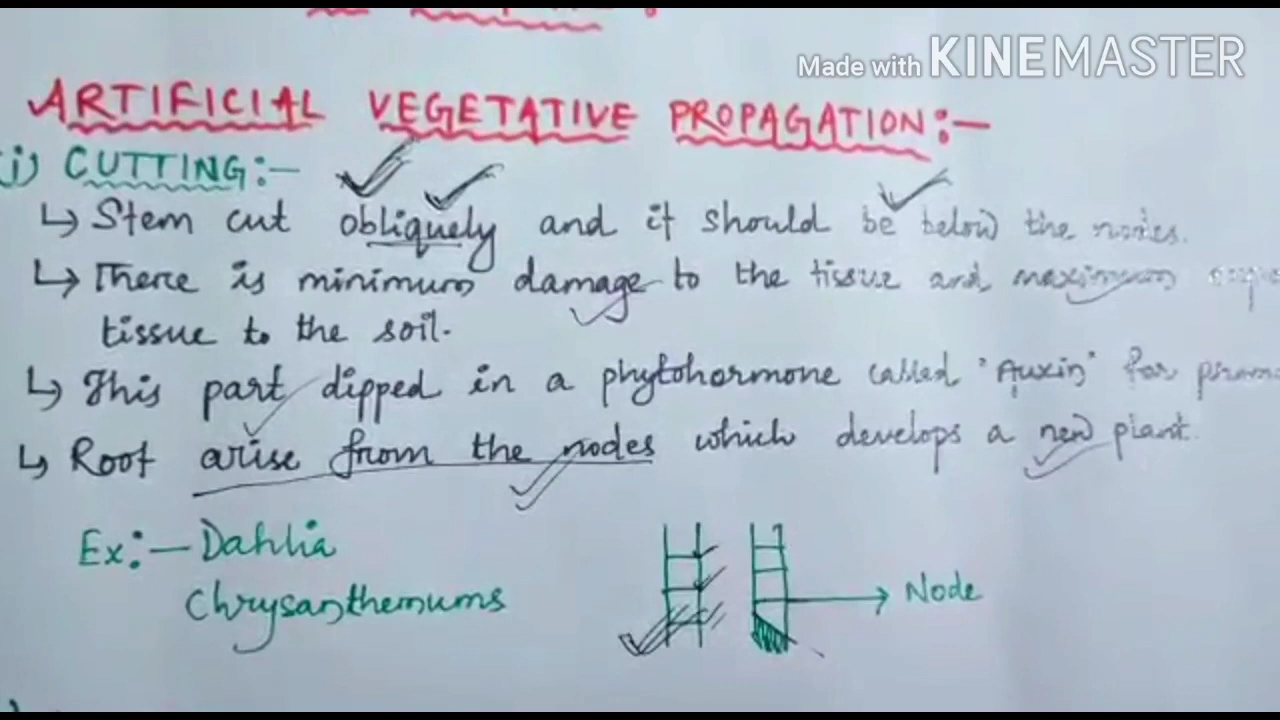 Made with KINEMASTER
ARTIFICIAL VEGETATIVE PROPAGATION:-
(i) CUTTING:-
↳ Stem cut obliquely and it should be below the nodes.
↳ There is minimum damage to the tissue and maximum
tissue to the soil.
↳ This part dipped in a phytohormone called "Auxin" for
↳ Root arise from the nodes which develops a new plant.
Ex:- Dahlia
Chrysanthemums
Node